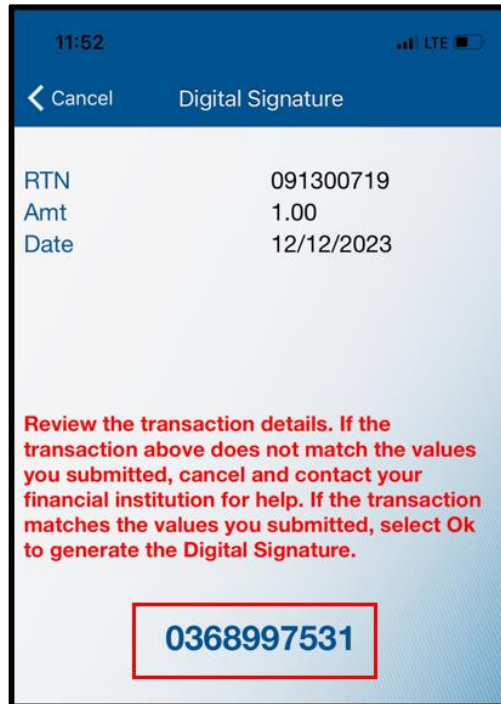 11:52 LTE
Cancel Digital Signature
RTN 091300719
Amt 1.00
Date 12/12/2023
Review the transaction details. If the
transaction above does not match the values
you submitted, cancel and contact your
financial institution for help. If the transaction
matches the values you submitted, select Ok
to generate the Digital Signature.
0368997531